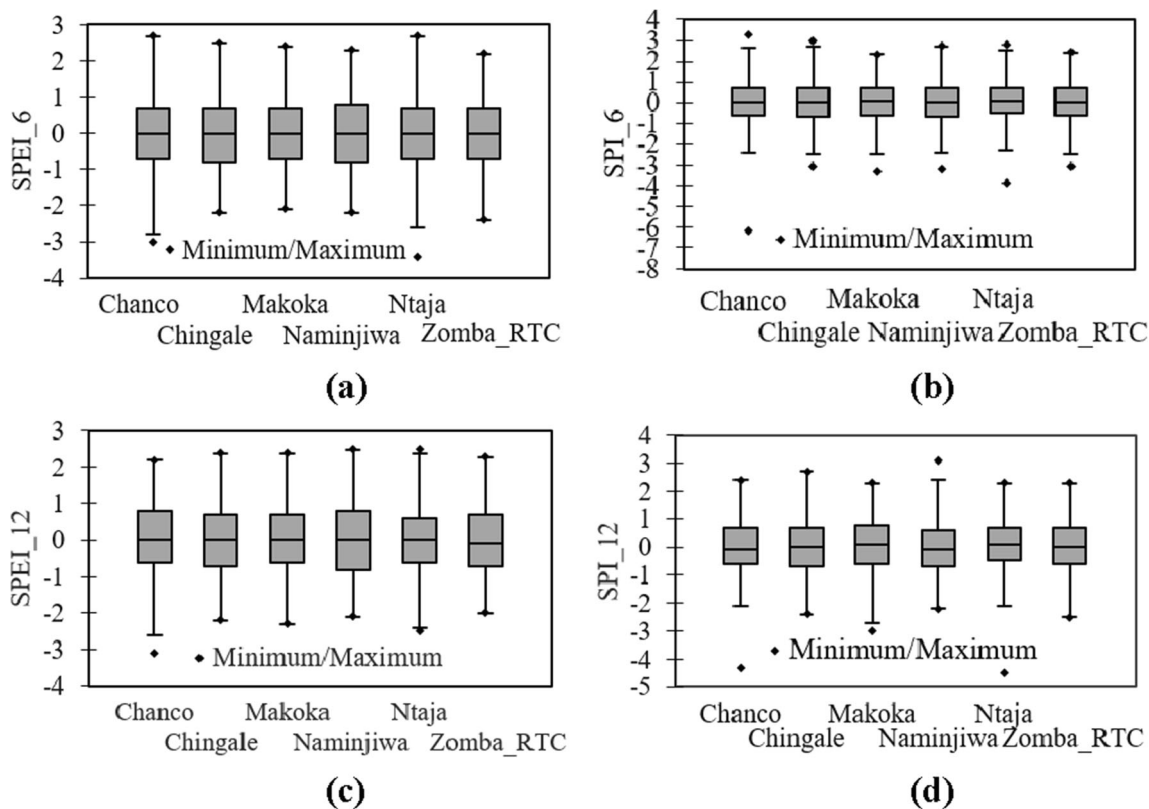 3
2
1
0
-1
-2
-3
-4
SPEI_6
Minimum/Maximum
Chanco Makoka Ntaja
Chingale Naminjiwa Zomba_RTC
(a)
4
3
2
1
0
-1
-2
-3
-4
-5
-6
-7
-8
SPI_6
Minimum/Maximum
Chanco Makoka Ntaja
Chingale Naminjiwa Zomba_RTC
(b)
3
2
1
0
-1
-2
-3
-4
SPEI_12
Minimum/Maximum
Chanco Makoka Ntaja
Chingale Naminjiwa Zomba_RTC
(c)
4
3
2
1
0
-1
-2
-3
-4
-5
SPI_12
Minimum/Maximum
Chanco Makoka Ntaja
Chingale Naminjiwa Zomba_RTC
(d)